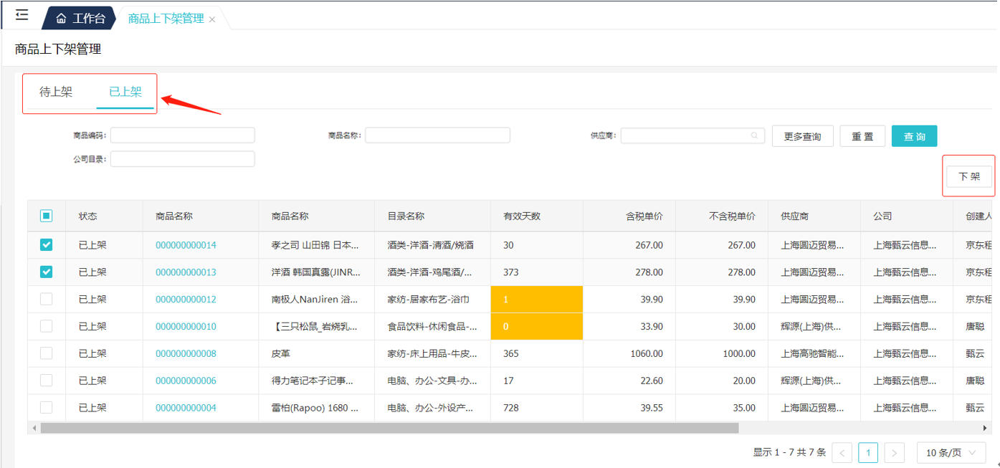 工作台 商品上下架管理
商品上下架管理
待上架 已上架
商品编码: 商品名称: 供应商: 更多查询 重置 查询
公司目录:
下架
状态 商品名称 商品名称 目录名称 有效天数 含税单价 不含税单价 供应商 公司 创建人
已上架 000000000014 孝之司 山田锦 日本... 酒类-洋酒-清酒/烧酒 30 267.00 267.00 上海圆迈贸易... 上海甄云信息... 京东租
已上架 000000000013 洋酒 韩国真露(JINR... 酒类-洋酒-鸡尾酒/... 373 278.00 278.00 上海圆迈贸易... 上海甄云信息... 京东租
已上架 000000000012 南极人NanJiren 浴... 家纺-居家布艺-浴巾 1 39.90 39.90 上海圆迈贸易... 上海甄云信息... 京东租
已上架 000000000010 【三只松鼠_岩烧乳... 食品饮料-休闲食品-... 0 33.90 30.00 辉源(上海)供... 上海甄云信息... 唐聪
已上架 000000000008 皮革 家纺-床上用品-牛皮... 365 1060.00 1000.00 上海高驰智能... 上海甄云信息... 甄云
已上架 000000000006 得力笔记本子记事... 电脑、办公-文具-办... 17 22.60 20.00 辉源(上海)供... 上海甄云信息... 唐聪
已上架 000000000004 雷柏(Rapoo) 1680 ... 电脑、办公-外设产... 728 39.55 35.00 上海圆迈贸易... 上海甄云信息... 甄云
显示 1 - 7 共 7 条 1 10 条/页